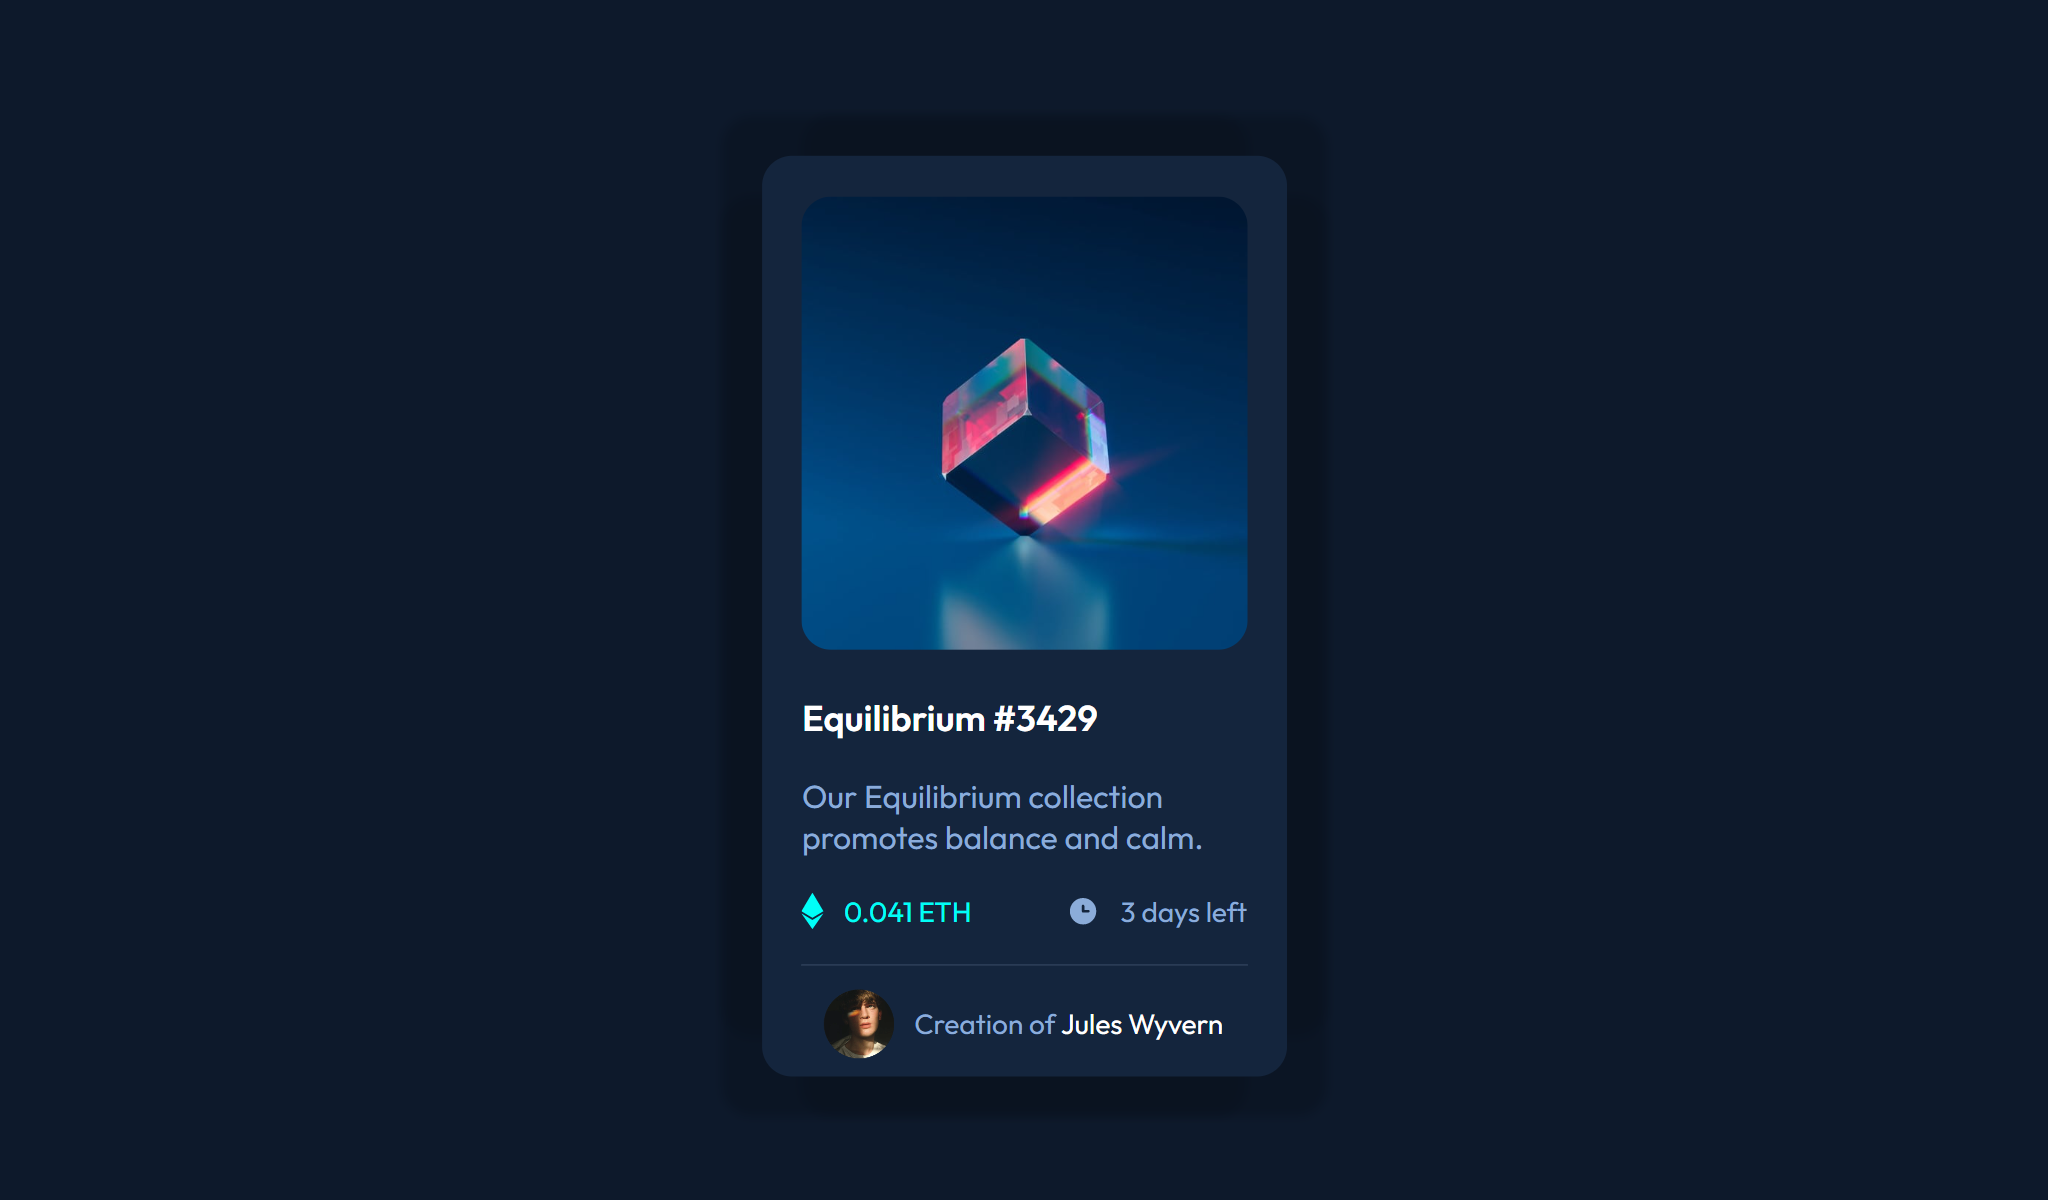 Equilibrium #3429
Our Equilibrium collection
promotes balance and calm.
0.041 ETH
3 days left
Creation of Jules Wyvern